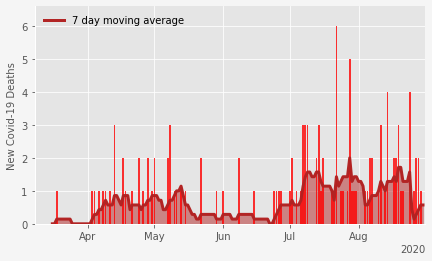 7 day moving average
New Covid-19 Deaths
6
5
4
3
2
1
0
Apr
May
Jun
Jul
Aug
2020